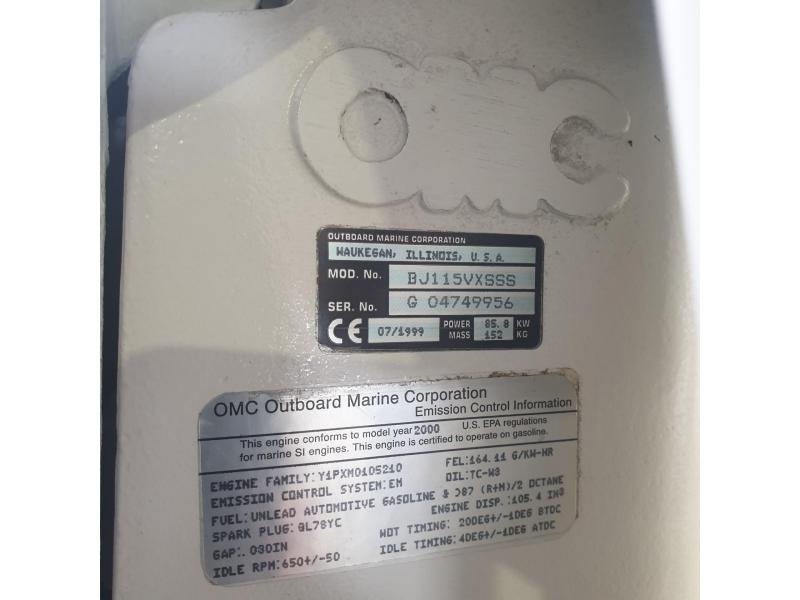 OMC
OUTBOARD MARINE CORPORATION
WAUKEGAN, ILLINOIS, U.S.A.
MOD. No. BJ115VXSSS
SER. No. G 04749956
CE 07/1999 POWER 85.8 KW
MASS 152 KG
OMC Outboard Marine Corporation
Emission Control Information
This engine conforms to model year 2000 U.S. EPA regulations
for marine SI engines. This engine is certified to operate on gasoline.
ENGINE FAMILY:Y1PXM0105210 FEL:164.11 G/KW-HR
EMISSION CONTROL SYSTEM:EM OIL:TC-W3
FUEL:UNLEAD AUTOMOTIVE GASOLINE & >87 (R+M)/2 OCTANE
SPARK PLUG:QL78YC ENGINE DISP.:105.4 IN3
GAP:.030IN WOT TIMING: 20DEG+/-1DEG BTDC
IDLE RPM:650+/-50 IDLE TIMING:4DEG+/-1DEG ATDC